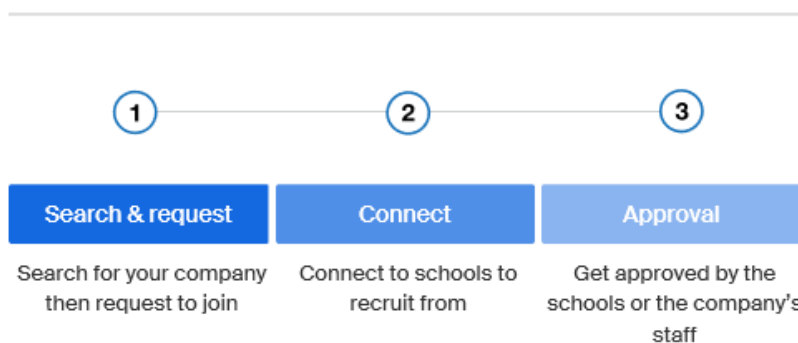 1
2
3
Search & request
Connect
Approval
Search for your company
then request to join
Connect to schools to
recruit from
Get approved by the
schools or the company's
staff